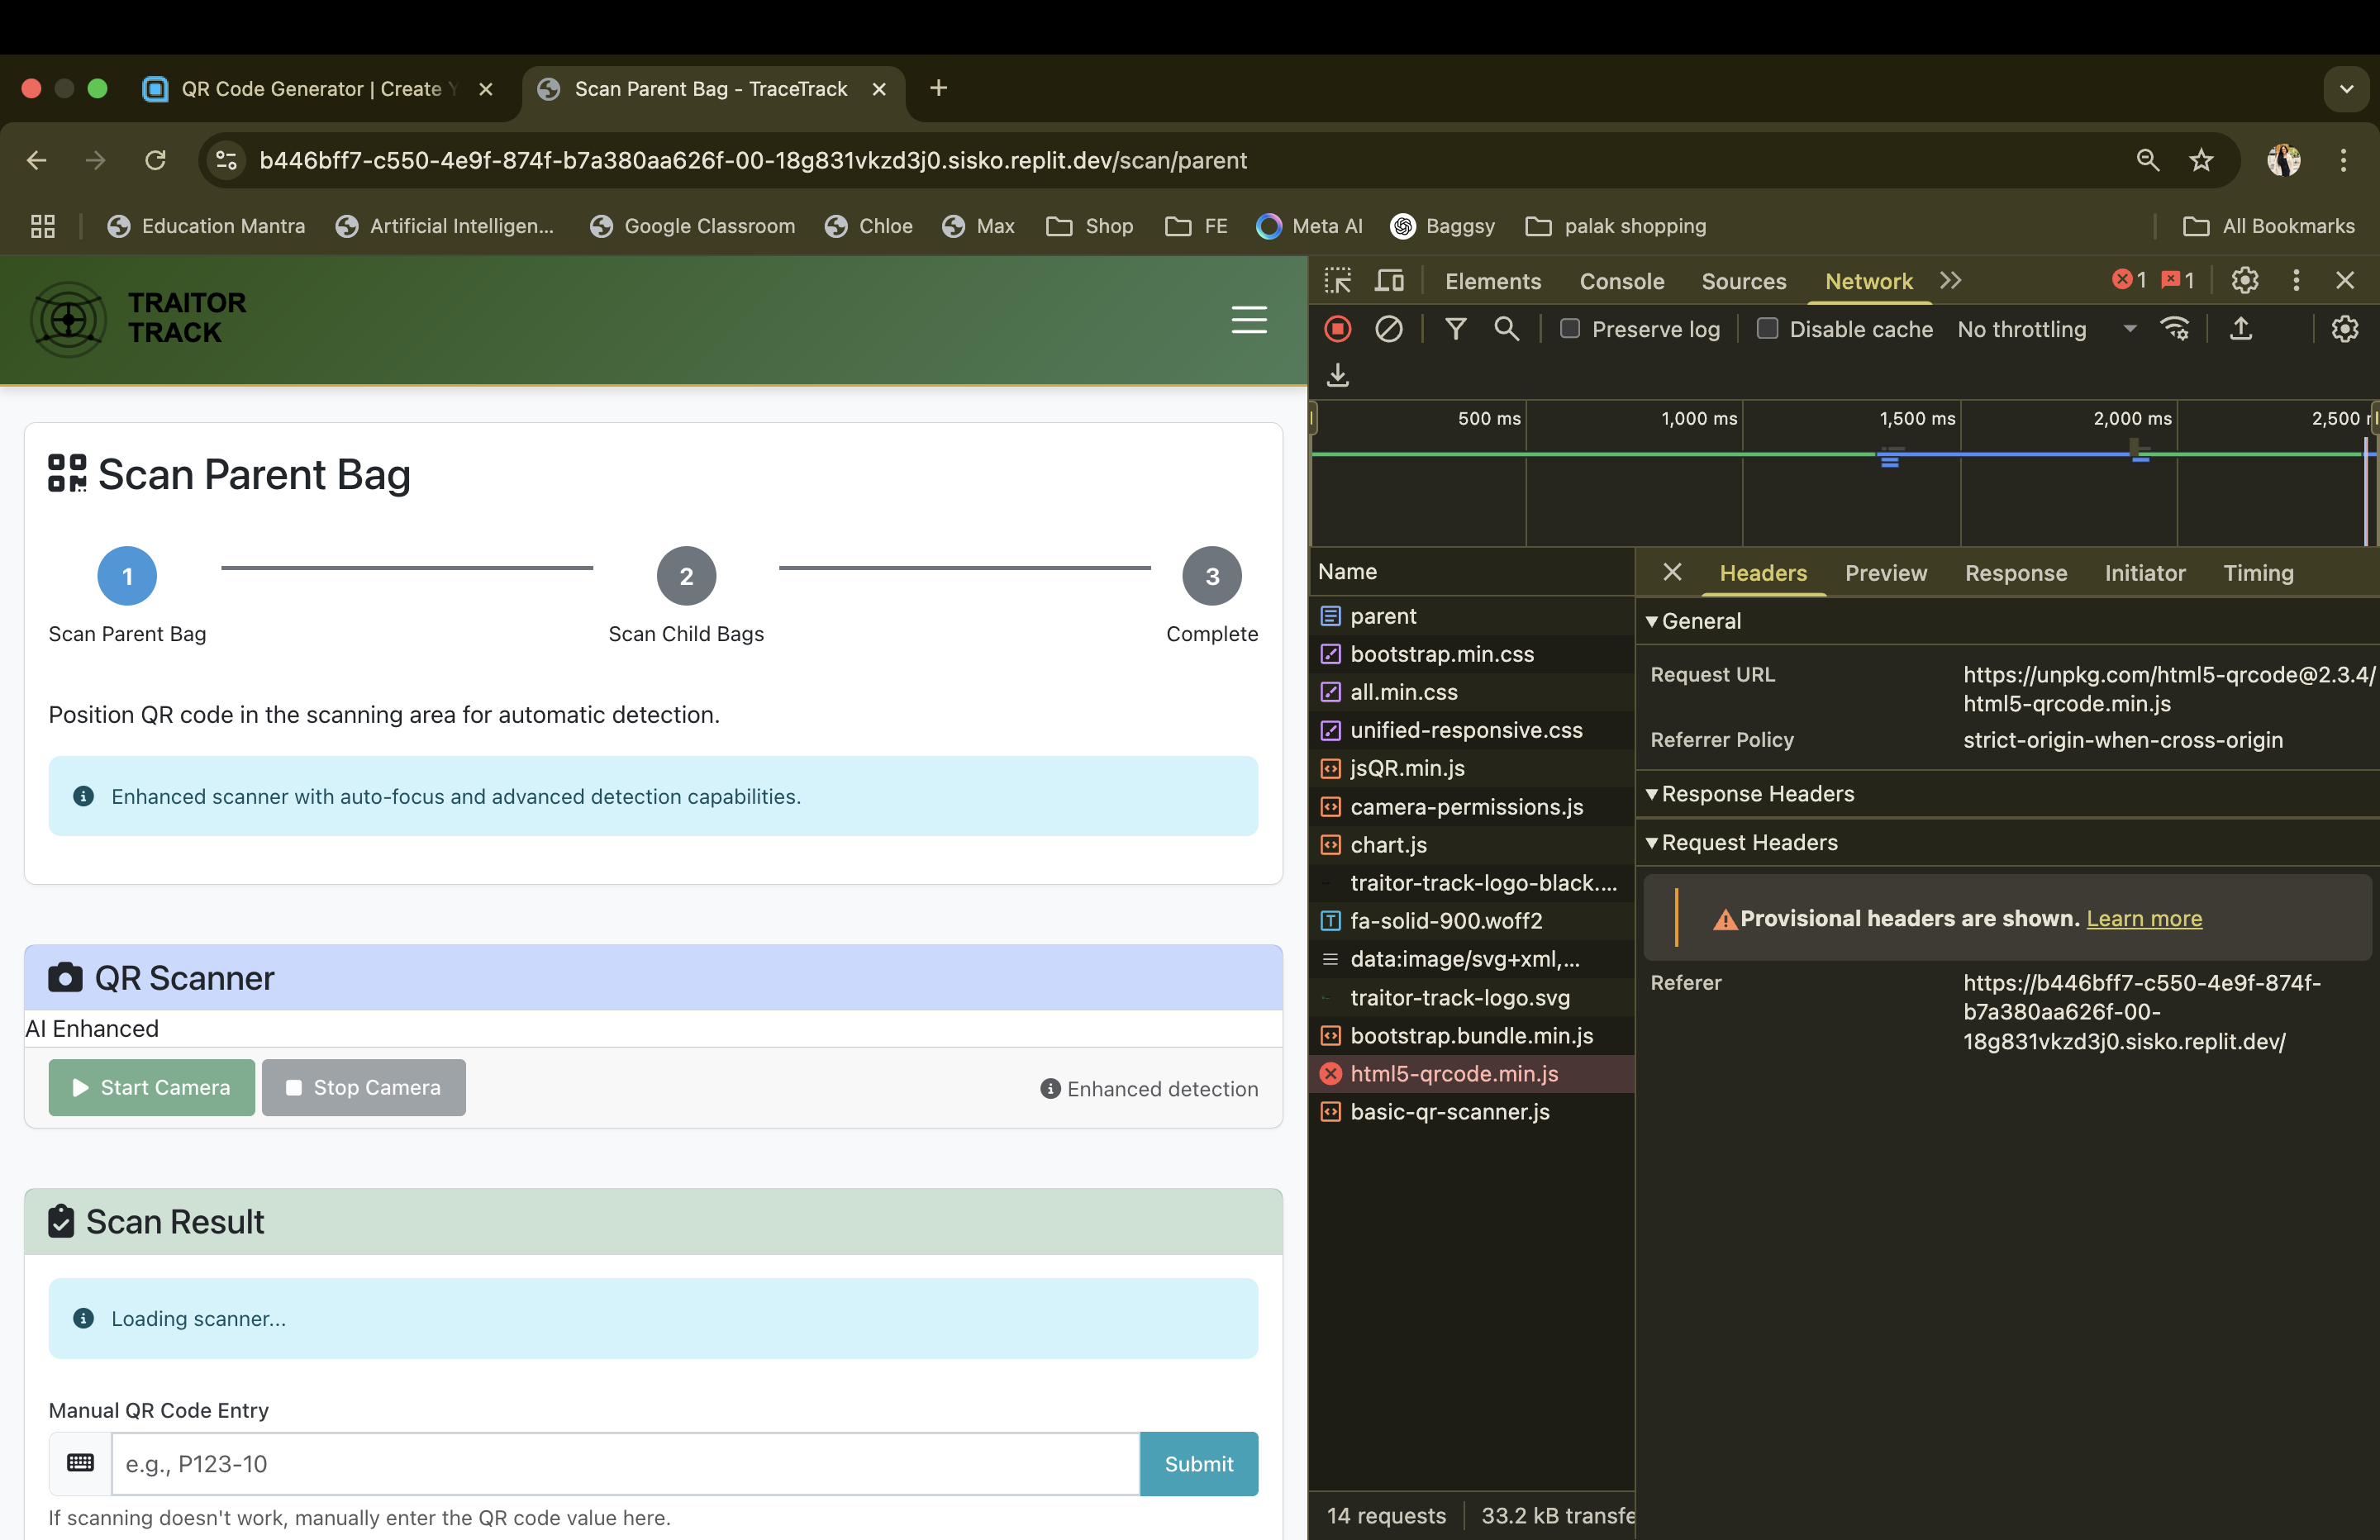 QR Code Generator | Create Y
Scan Parent Bag - TraceTrack
b446bff7-c550-4e9f-874f-b7a380aa626f-00-18g831vkzd3j0.sisko.replit.dev/scan/parent
Education Mantra
Artificial Intelligen...
Google Classroom
Chloe
Max
Shop
FE
Meta AI
Baggsy
palak shopping
All Bookmarks
TRAITOR
TRACK
Scan Parent Bag
1
2
3
Scan Parent Bag
Scan Child Bags
Complete
Position QR code in the scanning area for automatic detection.
Enhanced scanner with auto-focus and advanced detection capabilities.
QR Scanner
AI Enhanced
Start Camera
Stop Camera
Enhanced detection
Scan Result
Loading scanner...
Manual QR Code Entry
e.g., P123-10
Submit
If scanning doesn't work, manually enter the QR code value here.
Elements
Console
Sources
Network
1
1
Preserve log
Disable cache
No throttling
500 ms
1,000 ms
1,500 ms
2,000 ms
2,500
Name
parent
bootstrap.min.css
all.min.css
unified-responsive.css
jsQR.min.js
camera-permissions.js
chart.js
traitor-track-logo-black....
fa-solid-900.woff2
data:image/svg+xml,...
traitor-track-logo.svg
bootstrap.bundle.min.js
html5-qrcode.min.js
basic-qr-scanner.js
14 requests
33.2 kB transfe
Headers
Preview
Response
Initiator
Timing
General
Request URL
https://unpkg.com/html5-qrcode@2.3.4/
html5-qrcode.min.js
Referrer Policy
strict-origin-when-cross-origin
Response Headers
Request Headers
Provisional headers are shown. Learn more
Referer
https://b446bff7-c550-4e9f-874f-
b7a380aa626f-00-
18g831vkzd3j0.sisko.replit.dev/